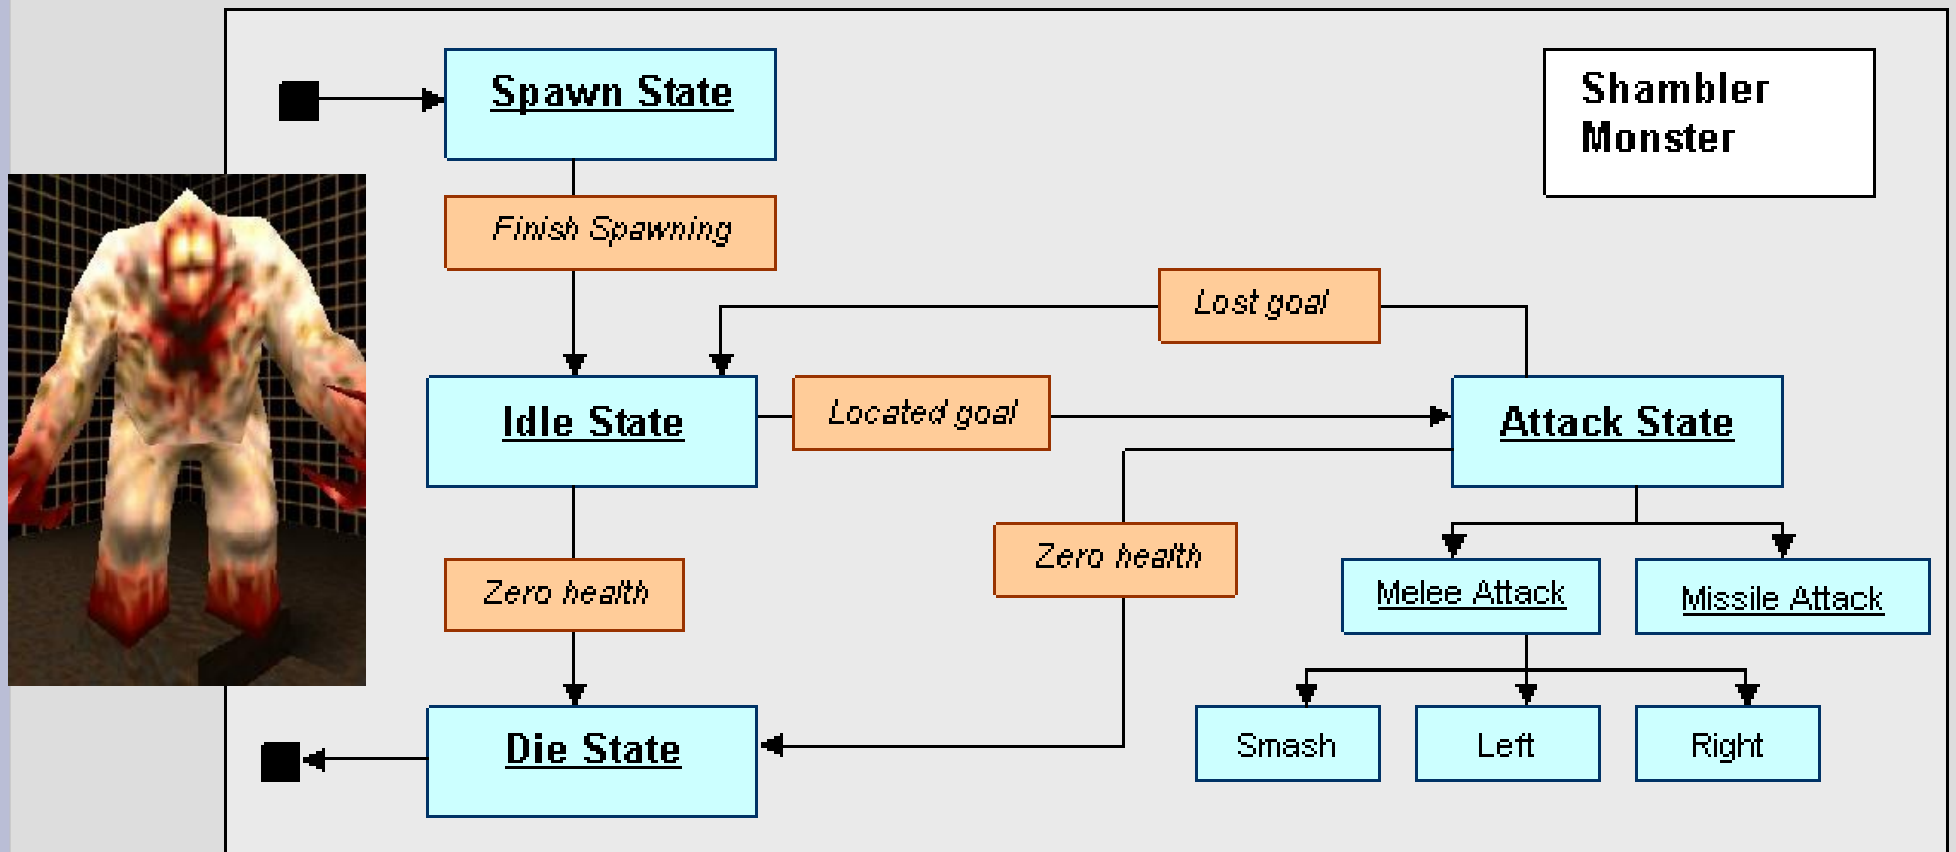 Spawn State
Shambler
Monster
Finish Spawning
Lost goal
Idle State
Located goal
Attack State
Zero health
Zero health
Melee Attack
Missile Attack
Die State
Smash
Left
Right